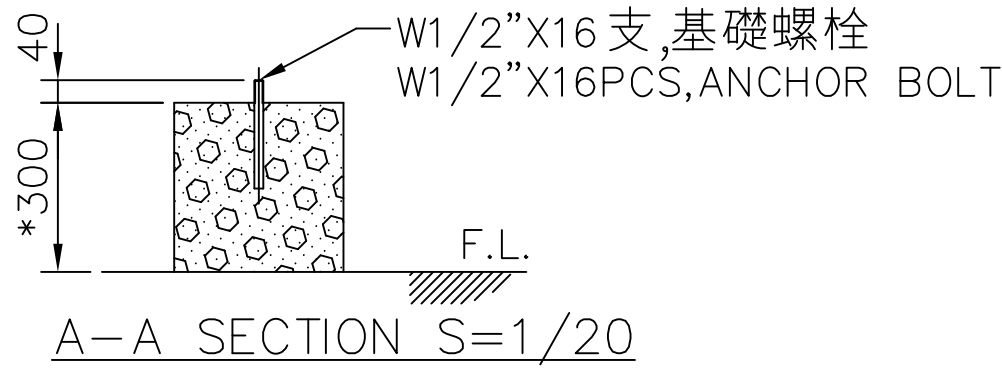 40
W1/2”X16支,基礎螺栓
W1/2”X16PCS,ANCHOR BOLT
*300
F.L.
A-A SECTION S=1/20